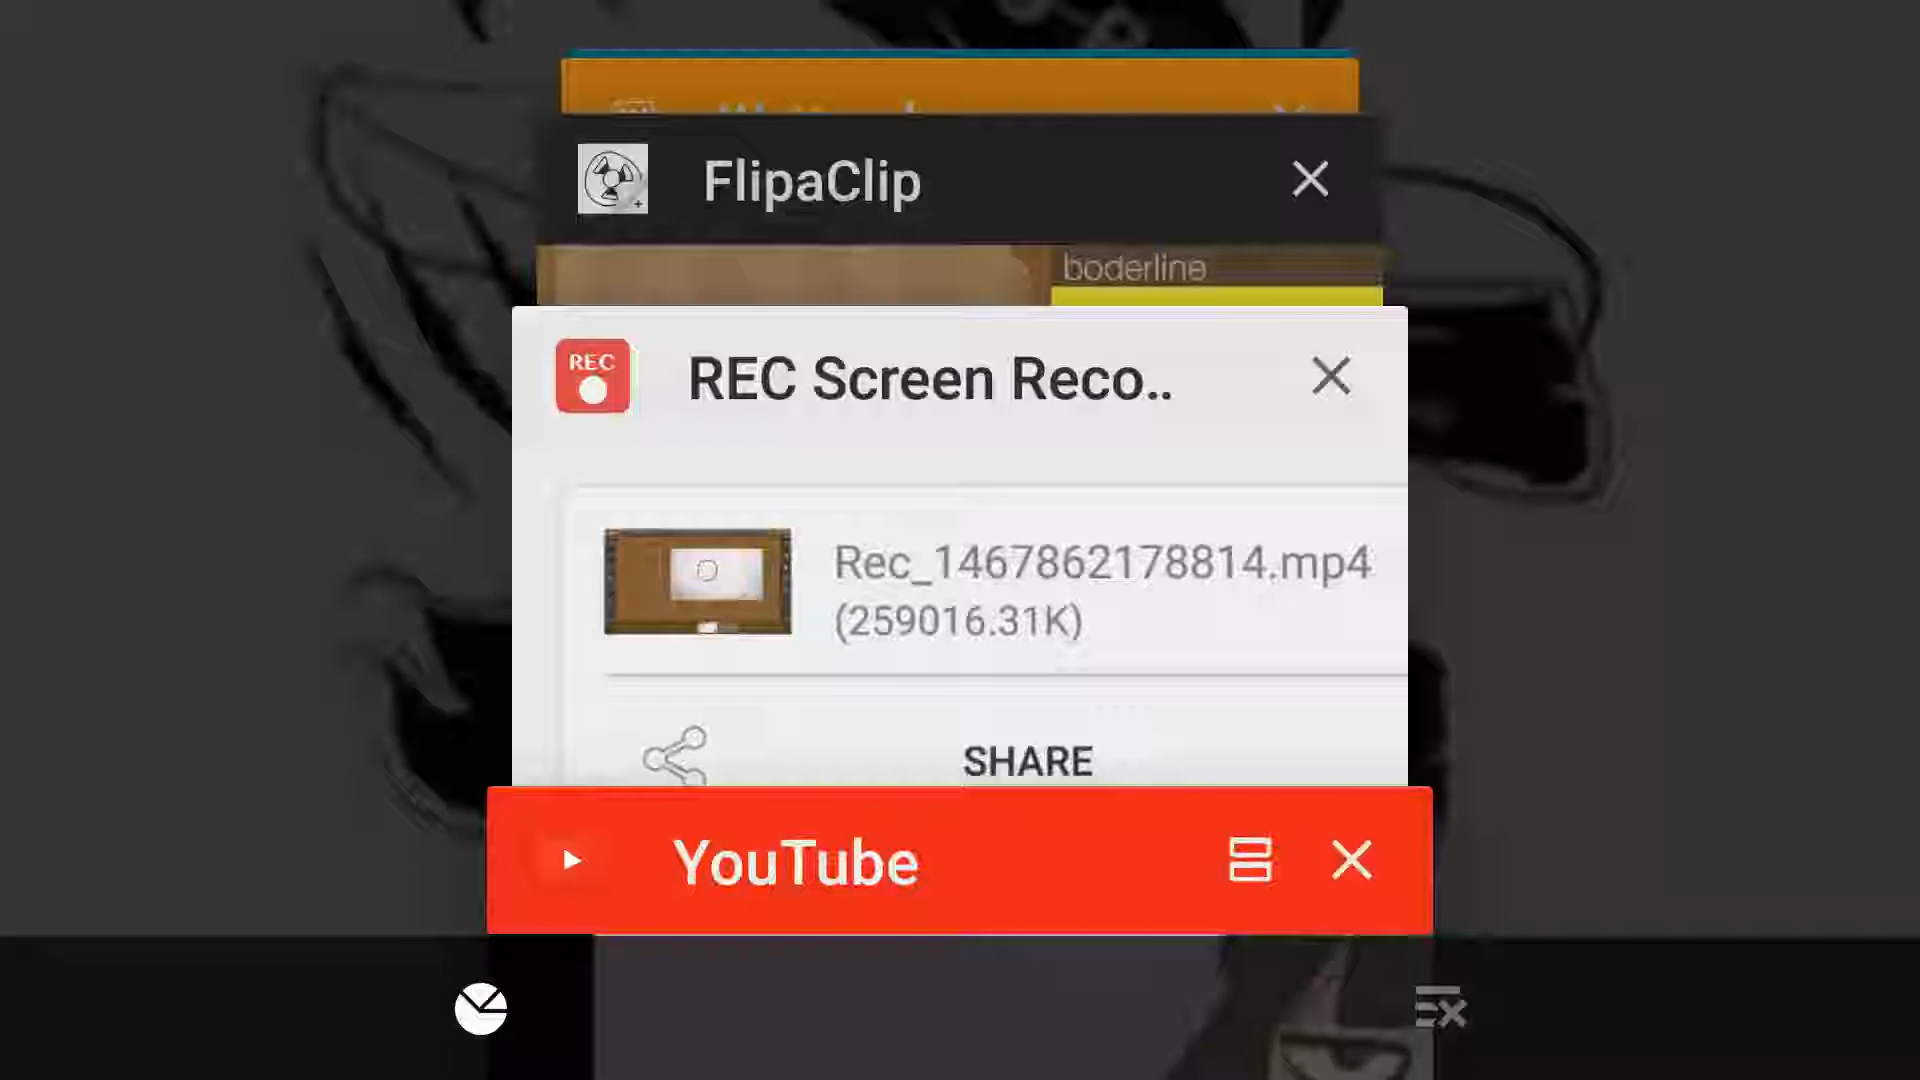 FlipaClip
boderline
REC
REC Screen Reco..
Rec_1467862178814.mp4
(259016.31K)
SHARE
YouTube